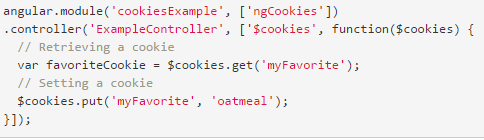 angular.module('cookiesExample', ['ngCookies'])
.controller('ExampleController', ['$cookies', function($cookies) {
  // Retrieving a cookie
  var favoriteCookie = $cookies.get('myFavorite');
  // Setting a cookie
  $cookies.put('myFavorite', 'oatmeal');
}]);